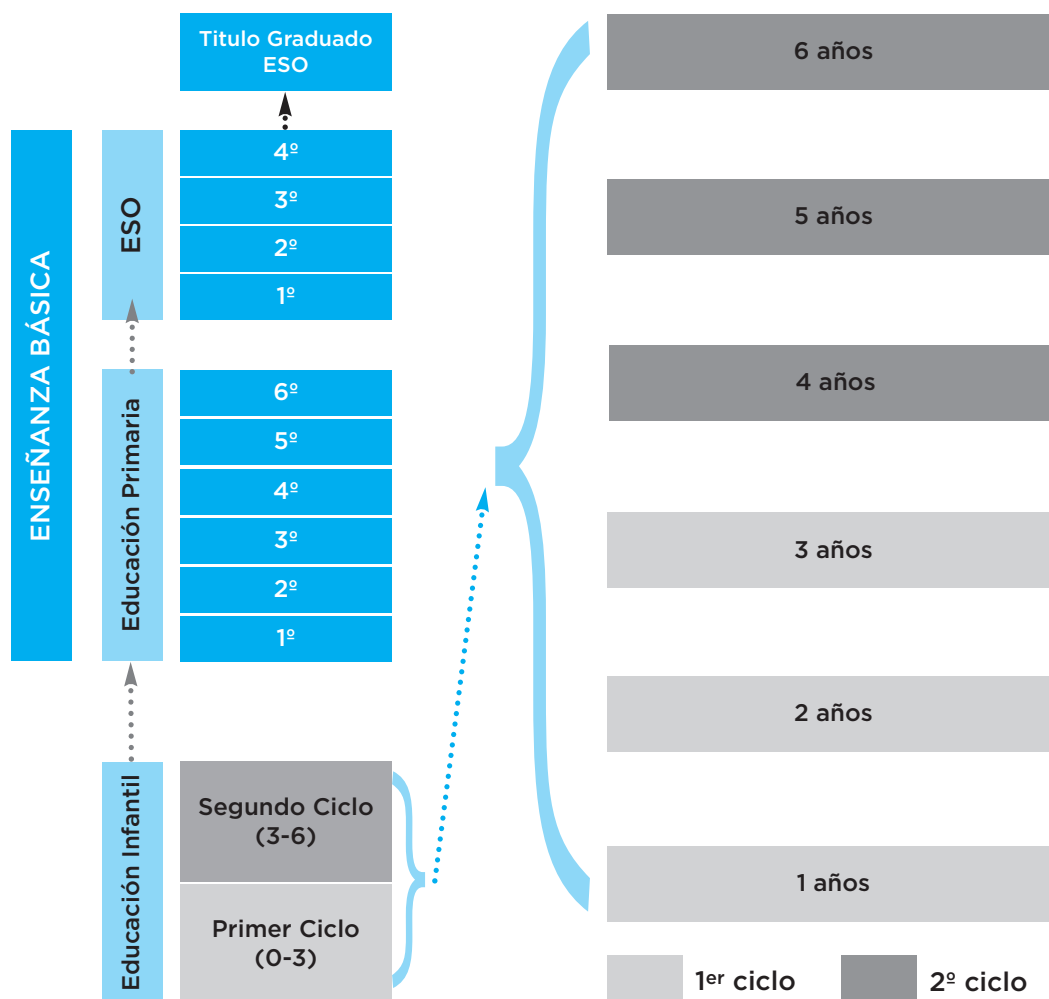 Titulo Graduado
ESO
ENSEÑANZA BÁSICA
ESO
4º
3º
2º
1º
Educación Primaria
6º
5º
4º
3º
2º
1º
Educación Infantil
Segundo Ciclo
(3-6)
Primer Ciclo
(0-3)
6 años
5 años
4 años
3 años
2 años
1 años
1er ciclo
2º ciclo